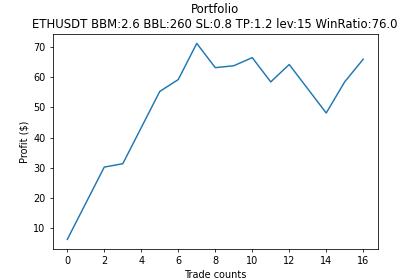 Portfolio
ETHUSDT BBM:2.6 BBL:260 SL:0.8 TP:1.2 lev:15 WinRatio:76.0
70
60
50
40
30
20
10
Profit ($)
0 2 4 6 8 10 12 14 16
Trade counts